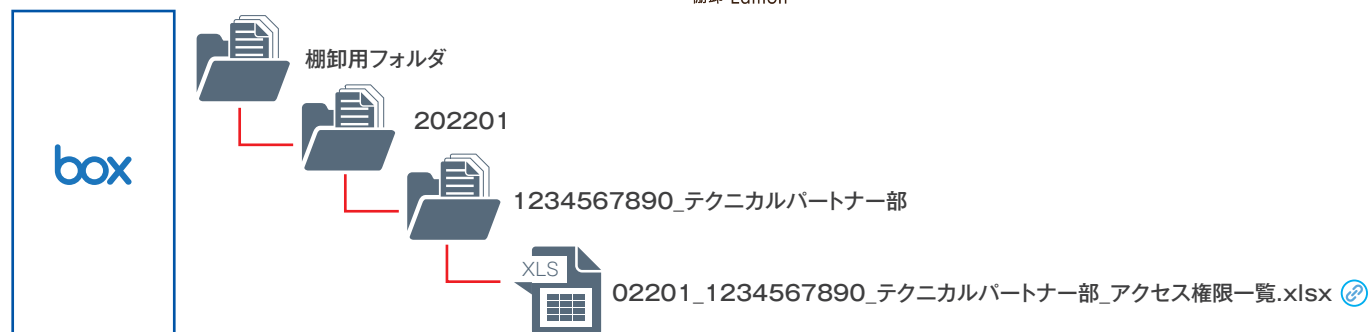 棚卸 Eamon
棚卸用フォルダ
202201
box
1234567890_テクニカルパートナー部
XLS
02201_1234567890_テクニカルパートナー部_アクセス権限一覧.xlsx